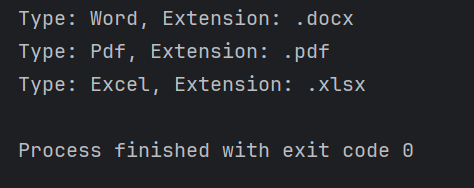 Type: Word, Extension: .docx
Type: Pdf, Extension: .pdf
Type: Excel, Extension: .xlsx
Process finished with exit code 0